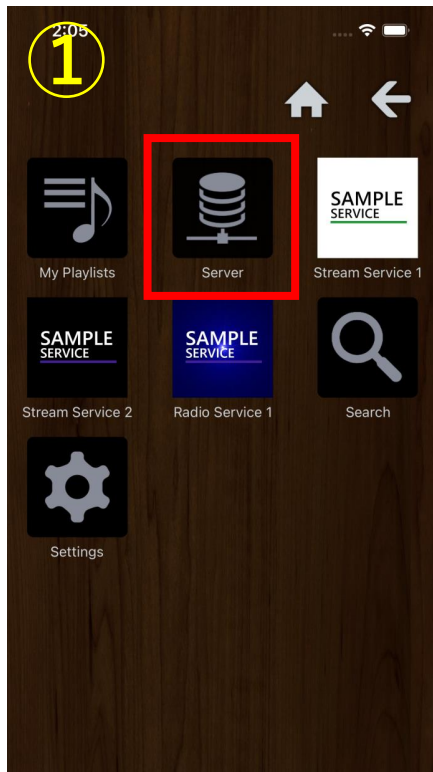 2:05
1
My Playlists
Server
SAMPLE
SERVICE
Stream Service 1
SAMPLE
SERVICE
Stream Service 2
SAMPLE
SERVICE
Radio Service 1
Search
Settings